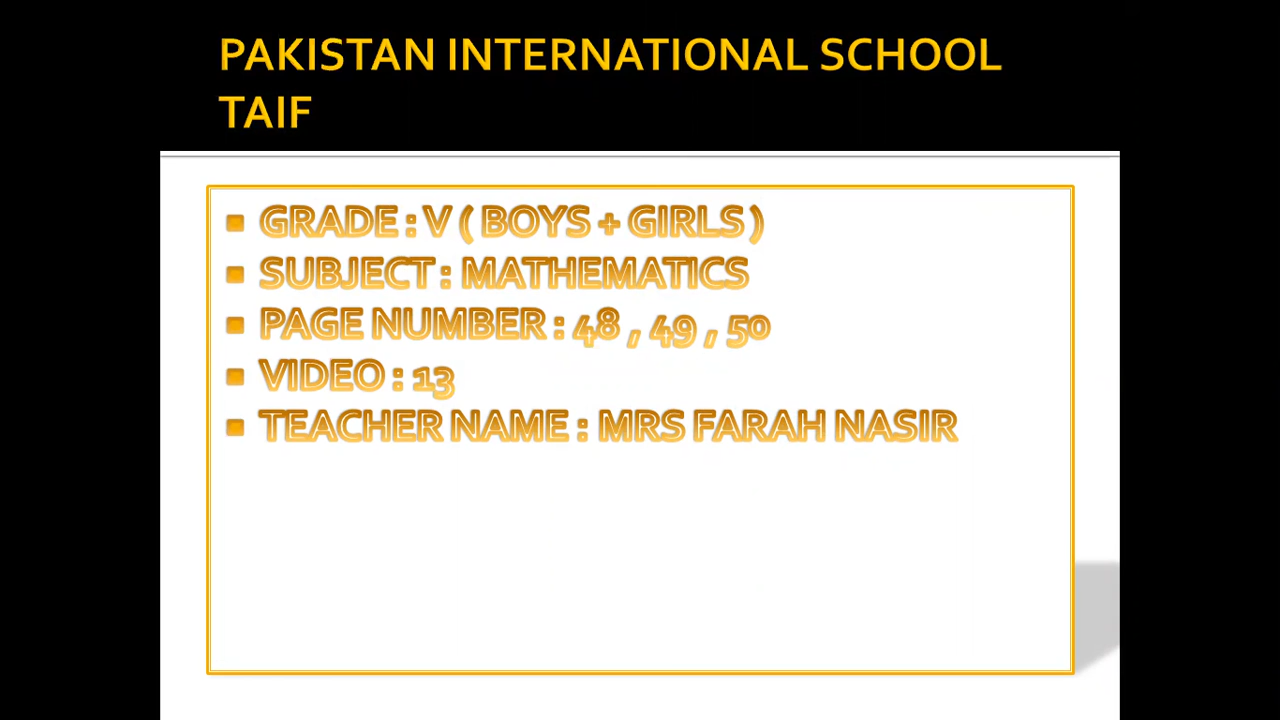 PAKISTAN INTERNATIONAL SCHOOL
TAIF
GRADE : V ( BOYS + GIRLS )
SUBJECT : MATHEMATICS
PAGE NUMBER : 48 , 49 , 50
VIDEO : 13
TEACHER NAME : MRS FARAH NASIR